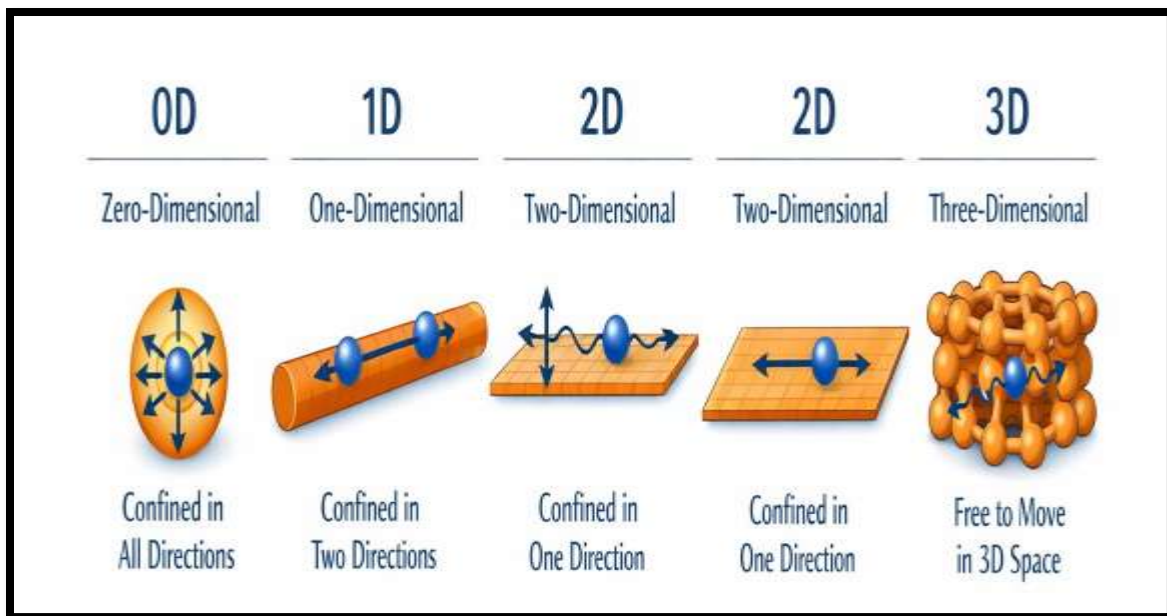 0D
1D
2D
2D
3D
Zero-Dimensional
One-Dimensional
Two-Dimensional
Two-Dimensional
Three-Dimensional
Confined in
All Directions
Confined in
Two Directions
Confined in
One Direction
Confined in
One Direction
Free to Move
in 3D Space